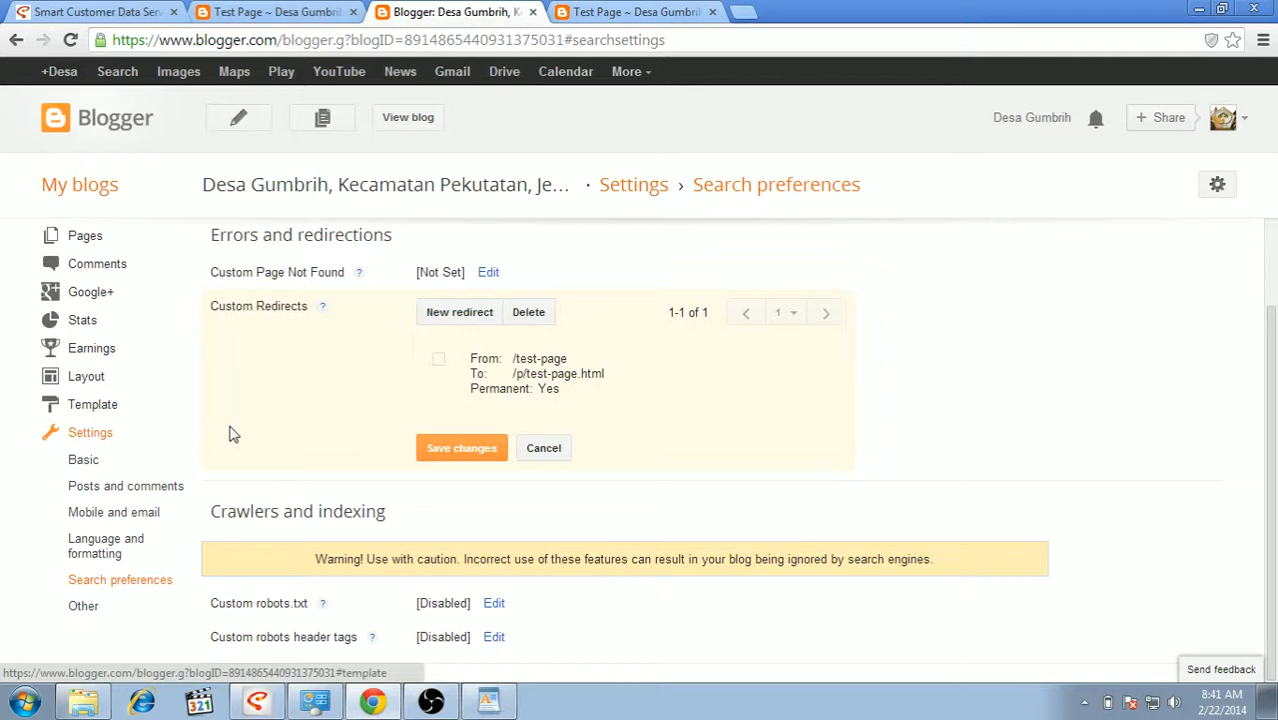 Smart Customer Data Serv
Test Page ~ Desa Gumbrih
Blogger: Desa Gumbrih, K
Test Page ~ Desa Gumbrih
https://www.blogger.com/blogger.g?blogID=8914865440931375031#searchsettings
+Desa Search Images Maps Play YouTube News Gmail Drive Calendar More
Blogger
View blog
Desa Gumbrih
+ Share
My blogs
Desa Gumbrih, Kecamatan Pekutatan, Je... · Settings › Search preferences
Pages
Comments
Google+
Stats
Earnings
Layout
Template
Settings
Basic
Posts and comments
Mobile and email
Language and
formatting
Search preferences
Other
Errors and redirections
Custom Page Not Found ? [Not Set] Edit
Custom Redirects ? New redirect Delete 1-1 of 1 1
From: /test-page
To: /p/test-page.html
Permanent: Yes
Save changes Cancel
Crawlers and indexing
Warning! Use with caution. Incorrect use of these features can result in your blog being ignored by search engines.
Custom robots.txt ? [Disabled] Edit
Custom robots header tags ? [Disabled] Edit
https://www.blogger.com/blogger.g?blogID=8914865440931375031#template
Send feedback
321
8:41 AM
2/22/2014